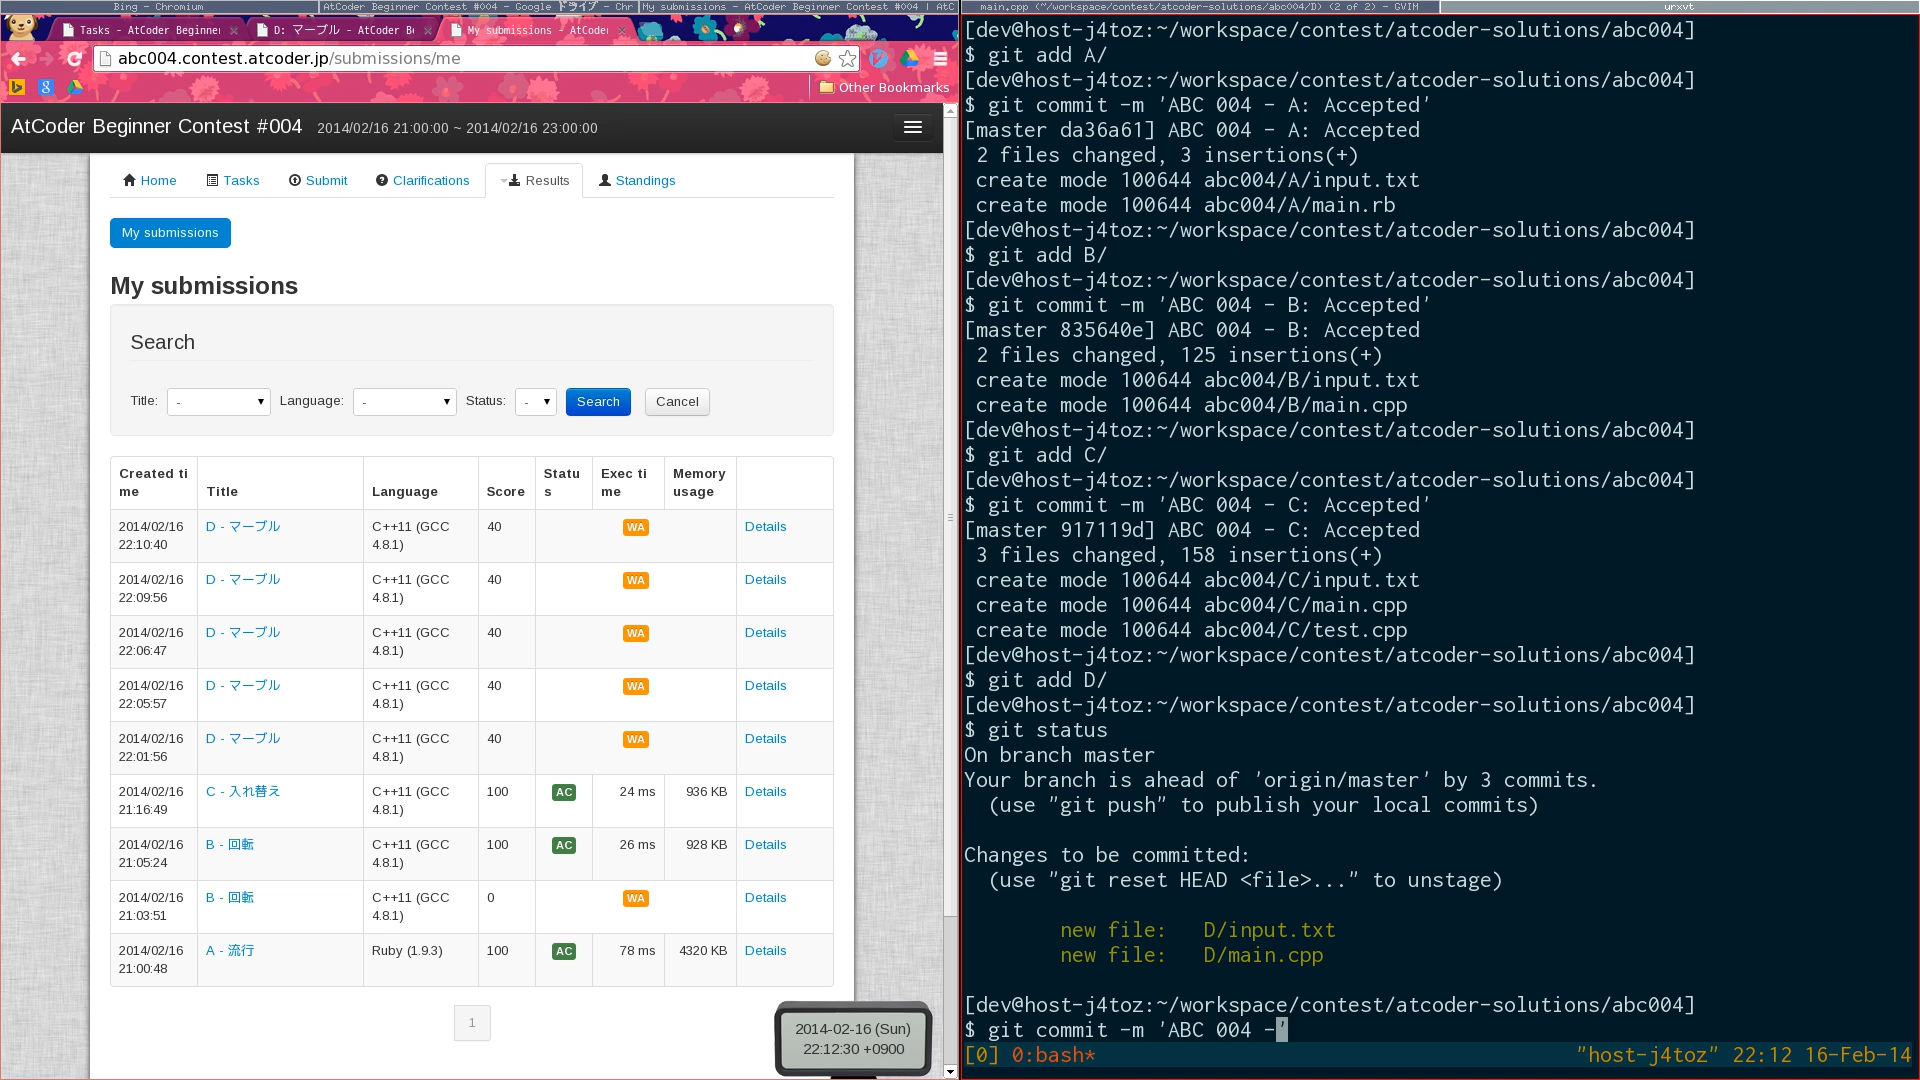 Bing - Chromium
AtCoder Beginner Contest #004 - Google ドライブ - Chr
My submissions - AtCoder Beginner Contest #004 | AtC
main.cpp (~/workspace/contest/atcoder-solutions/abc004/D) (2 of 2) - GVIM
urxvt
Tasks - AtCoder Beginner
D: マーブル - AtCoder Be
My submissions - AtCoder
abc004.contest.atcoder.jp/submissions/me
Other Bookmarks
AtCoder Beginner Contest #004 2014/02/16 21:00:00 ~ 2014/02/16 23:00:00
Home Tasks Submit Clarifications Results Standings
My submissions
My submissions
Search
Title: - Language: - Status: - Search Cancel
Created time Title Language Score Status Exec time Memory usage
2014/02/16 22:10:40 D - マーブル C++11 (GCC 4.8.1) 40 WA Details
2014/02/16 22:09:56 D - マーブル C++11 (GCC 4.8.1) 40 WA Details
2014/02/16 22:06:47 D - マーブル C++11 (GCC 4.8.1) 40 WA Details
2014/02/16 22:05:57 D - マーブル C++11 (GCC 4.8.1) 40 WA Details
2014/02/16 22:01:56 D - マーブル C++11 (GCC 4.8.1) 40 WA Details
2014/02/16 21:16:49 C - 入れ替え C++11 (GCC 4.8.1) 100 AC 24 ms 936 KB Details
2014/02/16 21:05:24 B - 回転 C++11 (GCC 4.8.1) 100 AC 26 ms 928 KB Details
2014/02/16 21:03:51 B - 回転 C++11 (GCC 4.8.1) 0 WA Details
2014/02/16 21:00:48 A - 流行 Ruby (1.9.3) 100 AC 78 ms 4320 KB Details
1
2014-02-16 (Sun)
22:12:30 +0900
[dev@host-j4toz:~/workspace/contest/atcoder-solutions/abc004]
$ git add A/
[dev@host-j4toz:~/workspace/contest/atcoder-solutions/abc004]
$ git commit -m 'ABC 004 - A: Accepted'
[master da36a61] ABC 004 - A: Accepted
2 files changed, 3 insertions(+)
create mode 100644 abc004/A/input.txt
create mode 100644 abc004/A/main.rb
[dev@host-j4toz:~/workspace/contest/atcoder-solutions/abc004]
$ git add B/
[dev@host-j4toz:~/workspace/contest/atcoder-solutions/abc004]
$ git commit -m 'ABC 004 - B: Accepted'
[master 835640e] ABC 004 - B: Accepted
2 files changed, 125 insertions(+)
create mode 100644 abc004/B/input.txt
create mode 100644 abc004/B/main.cpp
[dev@host-j4toz:~/workspace/contest/atcoder-solutions/abc004]
$ git add C/
[dev@host-j4toz:~/workspace/contest/atcoder-solutions/abc004]
$ git commit -m 'ABC 004 - C: Accepted'
[master 917119d] ABC 004 - C: Accepted
3 files changed, 158 insertions(+)
create mode 100644 abc004/C/input.txt
create mode 100644 abc004/C/main.cpp
create mode 100644 abc004/C/test.cpp
[dev@host-j4toz:~/workspace/contest/atcoder-solutions/abc004]
$ git add D/
[dev@host-j4toz:~/workspace/contest/atcoder-solutions/abc004]
$ git status
On branch master
Your branch is ahead of 'origin/master' by 3 commits.
(use "git push" to publish your local commits)
Changes to be committed:
(use "git reset HEAD <file>..." to unstage)
new file: D/input.txt
new file: D/main.cpp
[dev@host-j4toz:~/workspace/contest/atcoder-solutions/abc004]
$ git commit -m 'ABC 004 -'
[0] 0:bash* "host-j4toz" 22:12 16-Feb-14